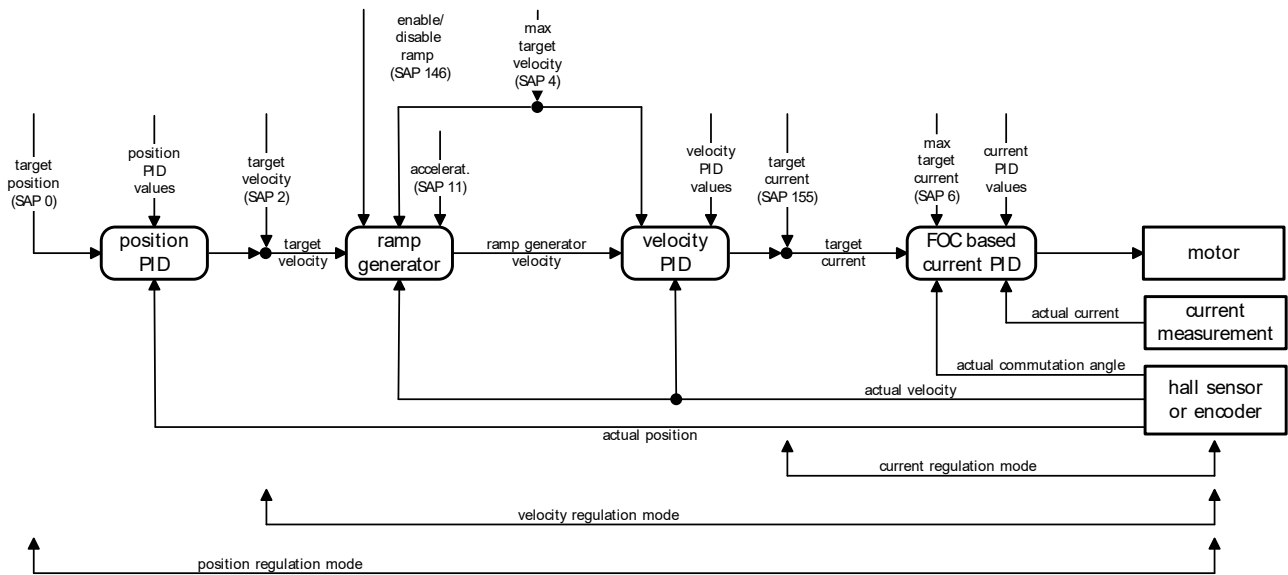 enable/
disable
ramp
(SAP 146)
max
target
velocity
(SAP 4)
target
position
(SAP 0)
position
PID
values
target
velocity
(SAP 2)
accelerat.
(SAP 11)
velocity
PID
values
target
current
(SAP 155)
max
target
current
(SAP 6)
current
PID
values
position
PID
target
velocity
ramp
generator
ramp generator
velocity
velocity
PID
target
current
FOC based
current PID
motor
actual current
current
measurement
actual commutation angle
actual velocity
hall sensor
or encoder
actual position
current regulation mode
velocity regulation mode
position regulation mode